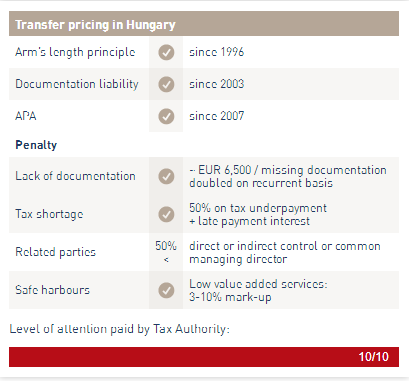 Transfer pricing in Hungary
Arm's length principle since 1996
Documentation liability since 2003
APA since 2007
Penalty
Lack of documentation ~ EUR 6,500 / missing documentation
doubled on recurrent basis
Tax shortage 50% on tax underpayment
+ late payment interest
Related parties 50% < direct or indirect control or common
managing director
Safe harbours Low value added services:
3-10% mark-up
Level of attention paid by Tax Authority:
10/10